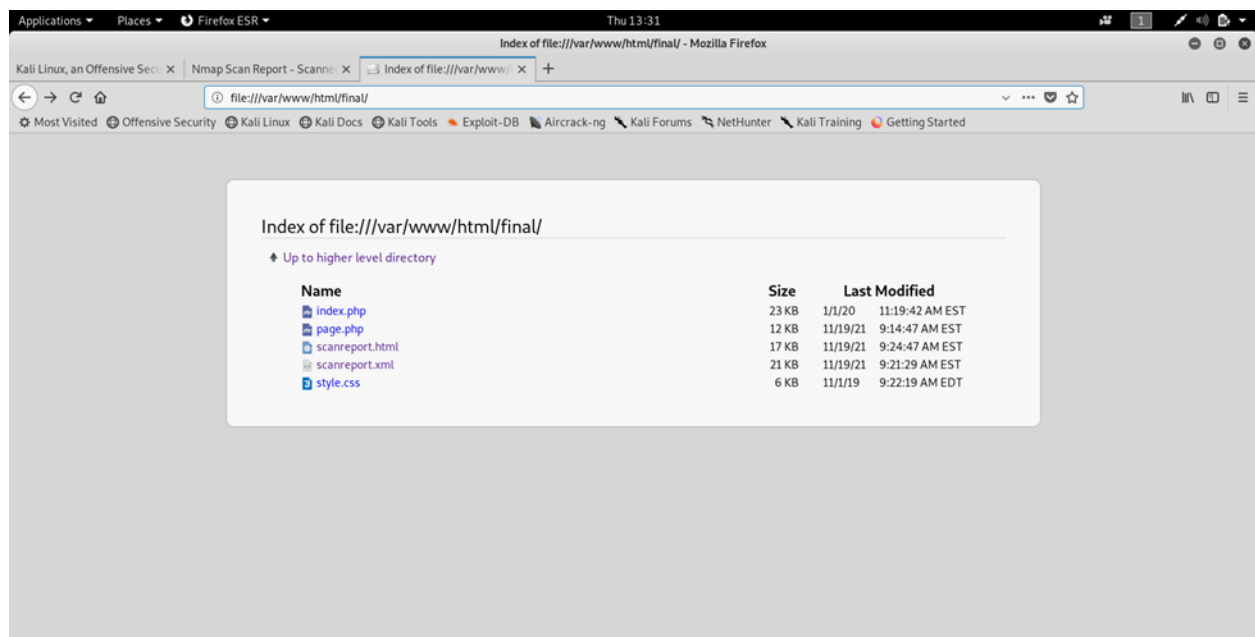 Applications Places Firefox ESR Thu 13:31 1
Index of file:///var/www/html/final/ - Mozilla Firefox
Kali Linux, an Offensive Secu Nmap Scan Report - Scanne Index of file:///var/www/
file:///var/www/html/final/
Most Visited Offensive Security Kali Linux Kali Docs Kali Tools Exploit-DB Aircrack-ng Kali Forums NetHunter Kali Training Getting Started
Index of file:///var/www/html/final/
Up to higher level directory
Name Size Last Modified
index.php 23 KB 1/1/20 11:19:42 AM EST
page.php 12 KB 11/19/21 9:14:47 AM EST
scanreport.html 17 KB 11/19/21 9:24:47 AM EST
scanreport.xml 21 KB 11/19/21 9:21:29 AM EST
style.css 6 KB 11/1/19 9:22:19 AM EDT